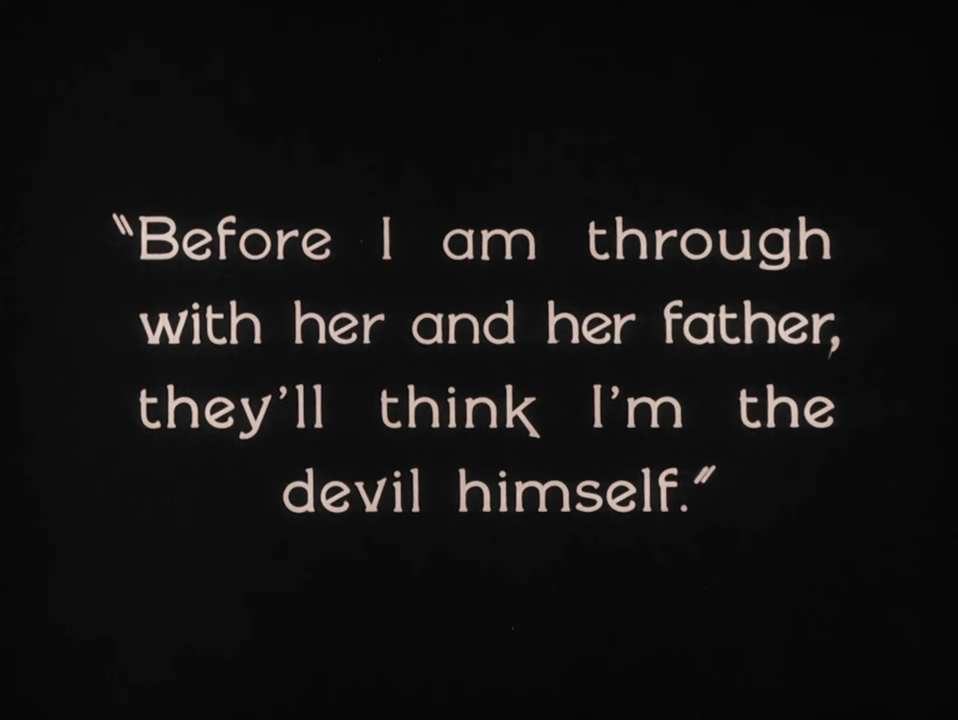 "Before I am through
with her and her father,
they'll think I'm the
devil himself."